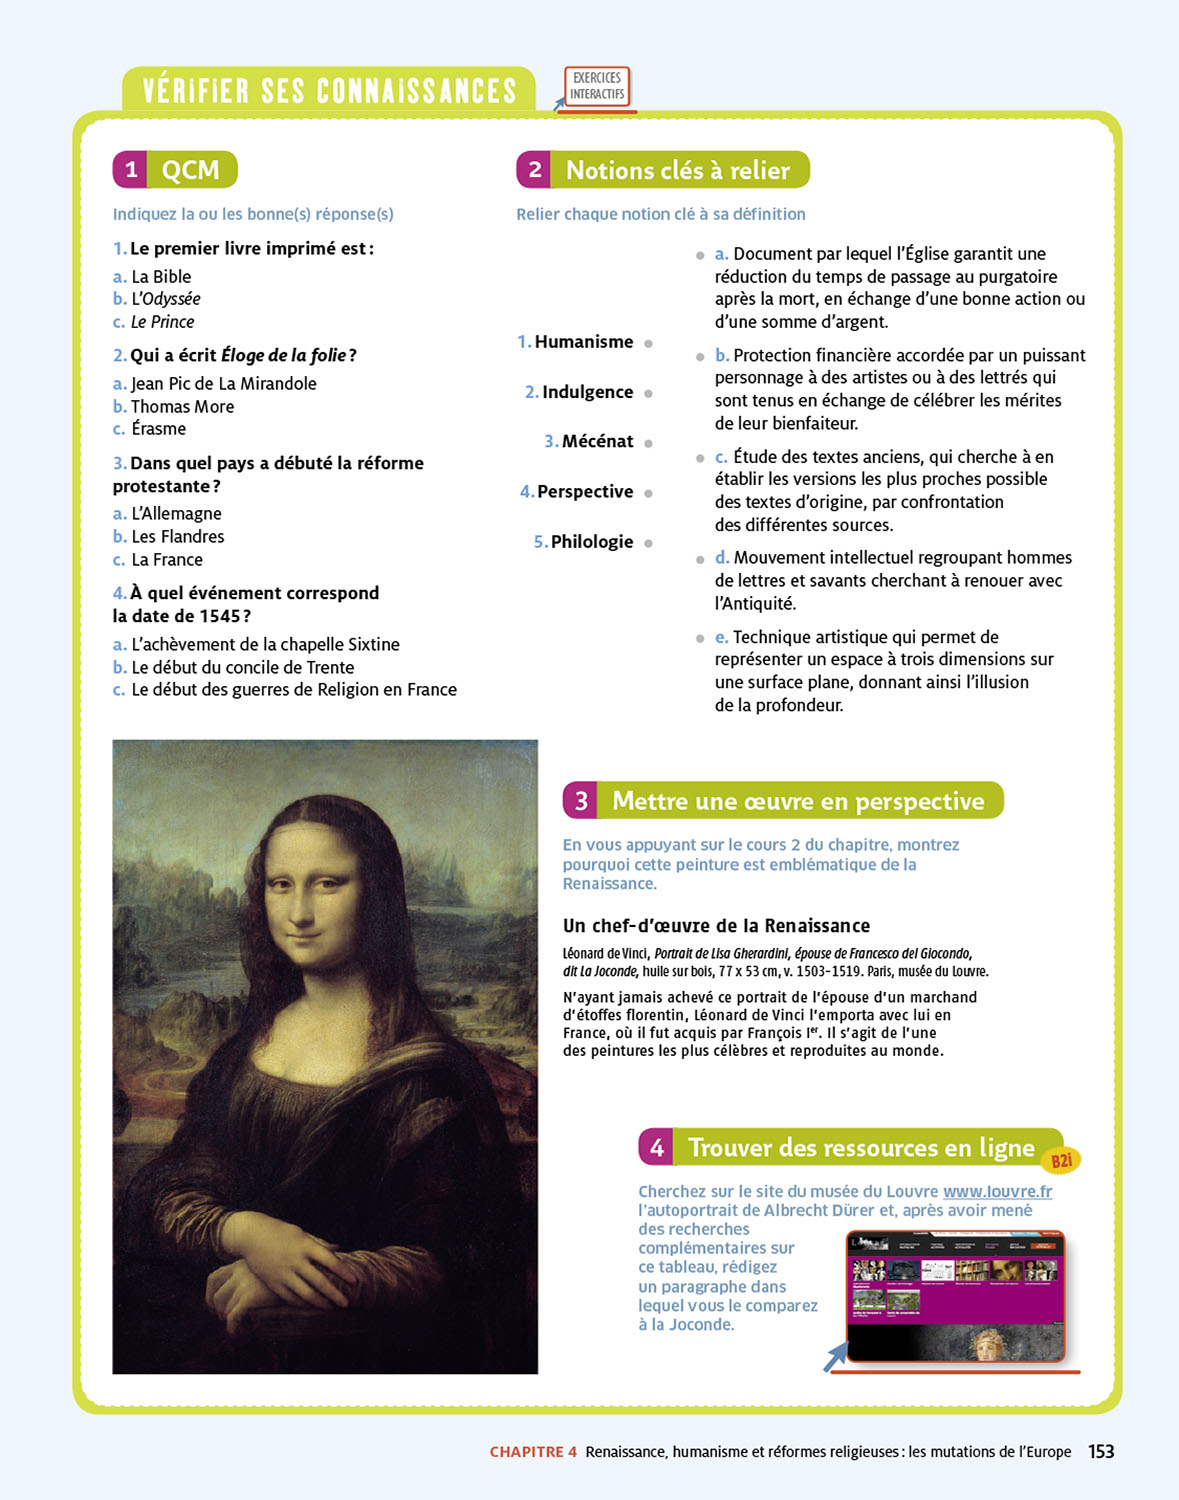 VÉRIFIER SES CONNAISSANCES
EXERCICES
INTERACTIFS
1 QCM
Indiquez la ou les bonne(s) réponse(s)
1. Le premier livre imprimé est :
a. La Bible
b. L'Odyssée
c. Le Prince
2. Qui a écrit Éloge de la folie ?
a. Jean Pic de La Mirandole
b. Thomas More
c. Érasme
3. Dans quel pays a débuté la réforme
protestante ?
a. L'Allemagne
b. Les Flandres
c. La France
4. À quel événement correspond
la date de 1545 ?
a. L'achèvement de la chapelle Sixtine
b. Le début du concile de Trente
c. Le début des guerres de Religion en France
2 Notions clés à relier
Relier chaque notion clé à sa définition
1. Humanisme
2. Indulgence
3. Mécénat
4. Perspective
5. Philologie
a. Document par lequel l'Église garantit une
réduction du temps de passage au purgatoire
après la mort, en échange d'une bonne action ou
d'une somme d'argent.
b. Protection financière accordée par un puissant
personnage à des artistes ou à des lettrés qui
sont tenus en échange de célébrer les mérites
de leur bienfaiteur.
c. Étude des textes anciens, qui cherche à en
établir les versions les plus proches possible
des textes d'origine, par confrontation
des différentes sources.
d. Mouvement intellectuel regroupant hommes
de lettres et savants cherchant à renouer avec
l'Antiquité.
e. Technique artistique qui permet de
représenter un espace à trois dimensions sur
une surface plane, donnant ainsi l'illusion
de la profondeur.
3 Mettre une œuvre en perspective
En vous appuyant sur le cours 2 du chapitre, montrez
pourquoi cette peinture est emblématique de la
Renaissance.
Un chef-d'œuvre de la Renaissance
Léonard de Vinci, Portrait de Lisa Gherardini, épouse de Francesco del Giocondo,
dit La Joconde, huile sur bois, 77 x 53 cm, v. 1503-1519. Paris, musée du Louvre.
N'ayant jamais achevé ce portrait de l'épouse d'un marchand
d'étoffes florentin, Léonard de Vinci l'emporta avec lui en
France, où il fut acquis par François Ier. Il s'agit de l'une
des peintures les plus célèbres et reproduites au monde.
4 Trouver des ressources en ligne
B2i
Cherchez sur le site du musée du Louvre www.louvre.fr
l'autoportrait de Albrecht Dürer et, après avoir mené
des recherches
complémentaires sur
ce tableau, rédigez
un paragraphe dans
lequel vous le comparez
à la Joconde.
CHAPITRE 4 Renaissance, humanisme et réformes religieuses : les mutations de l'Europe 153